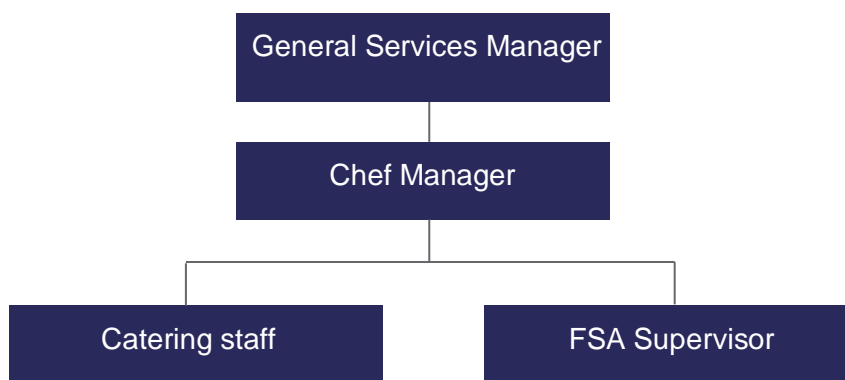 General Services Manager
Chef Manager
Catering staff
FSA Supervisor